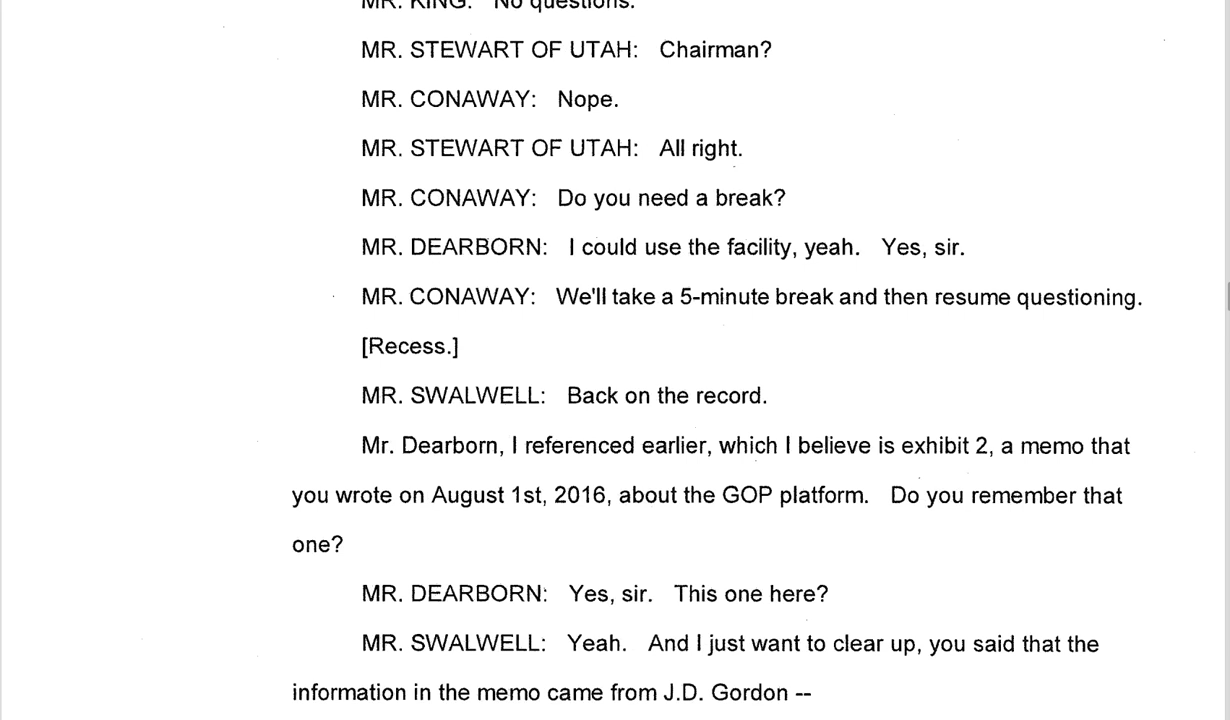 MR. KING: No questions.
MR. STEWART OF UTAH: Chairman?
MR. CONAWAY: Nope.
MR. STEWART OF UTAH: All right.
MR. CONAWAY: Do you need a break?
MR. DEARBORN: I could use the facility, yeah. Yes, sir.
MR. CONAWAY: We'll take a 5-minute break and then resume questioning.
[Recess.]
MR. SWALWELL: Back on the record.
Mr. Dearborn, I referenced earlier, which I believe is exhibit 2, a memo that
you wrote on August 1st, 2016, about the GOP platform. Do you remember that
one?
MR. DEARBORN: Yes, sir. This one here?
MR. SWALWELL: Yeah. And I just want to clear up, you said that the
information in the memo came from J.D. Gordon --